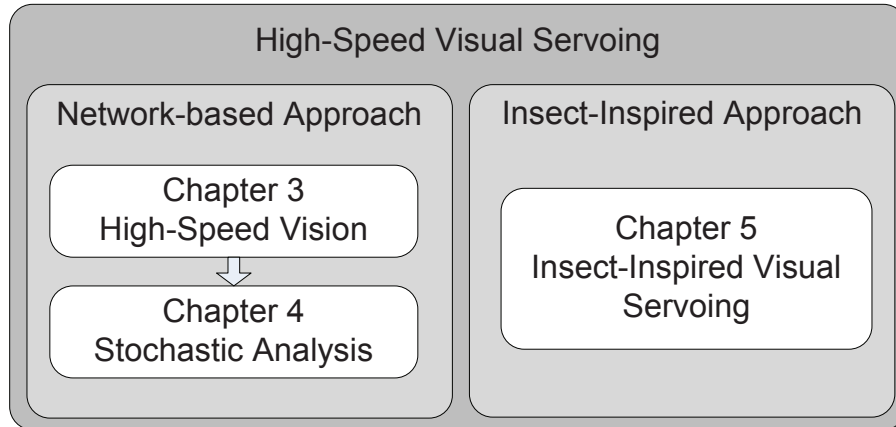 High-Speed Visual Servoing
Network-based Approach
Chapter 3
High-Speed Vision
Chapter 4
Stochastic Analysis
Insect-Inspired Approach
Chapter 5
Insect-Inspired Visual
Servoing